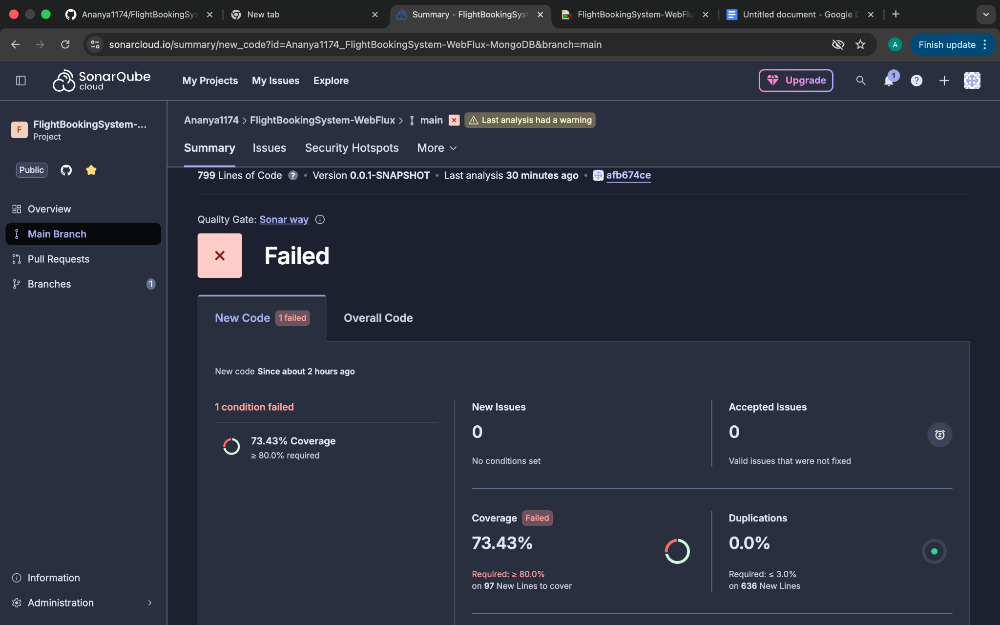 Ananya1174/FlightBookingSys
New tab
Summary - FlightBookingSyst
FlightBookingSystem-WebFlu
Untitled document - Google D
sonarcloud.io/summary/new_code?id=Ananya1174_FlightBookingSystem-WebFlux-MongoDB&branch=main
A
Finish update
SonarQube
cloud
My Projects
My Issues
Explore
Upgrade
1
F
FlightBookingSystem-...
Project
Public
Overview
Main Branch
Pull Requests
Branches
1
Information
Administration
Ananya1174 > FlightBookingSystem-WebFlux > main
Last analysis had a warning
Summary
Issues
Security Hotspots
More
799 Lines of Code ? • Version 0.0.1-SNAPSHOT • Last analysis 30 minutes ago • afb674ce
Quality Gate: Sonar way
Failed
New Code 1 failed
Overall Code
New code Since about 2 hours ago
1 condition failed
73.43% Coverage
≥ 80.0% required
New Issues
0
No conditions set
Accepted Issues
0
Valid issues that were not fixed
Coverage Failed
73.43%
Required: ≥ 80.0%
on 97 New Lines to cover
Duplications
0.0%
Required: ≤ 3.0%
on 636 New Lines